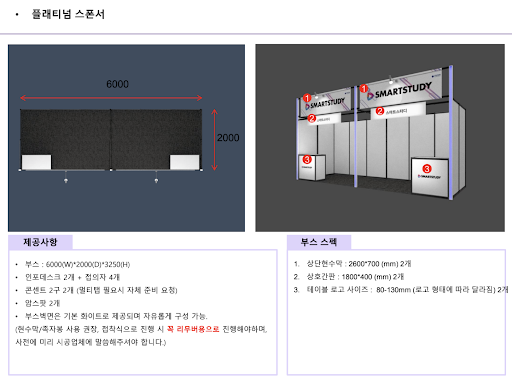 • 플래티넘 스폰서
6000
2000
1 SMARTSTUDY
1 SMARTSTUDY
2 스마트스터디
2 스마트스터디
3
3 SMARTSTUDY
제공사항
• 부스 : 6000(W)*2000(D)*3250(H)
• 인포데스크 2개 + 접의자 4개
• 콘센트 2구 2개 (멀티탭 필요시 자체 준비 요청)
• 암스팟 2개
• 부스벽면은 기본 화이트로 제공되며 자유롭게 구성 가능.
(현수막/족자봉 사용 권장, 접착식으로 진행 시 꼭 리무버용으로 진행해야하며,
사전에 미리 시공업체에 말씀해주셔야 합니다.)
부스 스펙
1. 상단현수막 : 2600*700 (mm) 2개
2. 상호간판 : 1800*400 (mm) 2개
3. 테이블 로고 사이즈 : 80-130mm (로고 형태에 따라 달라짐) 2개